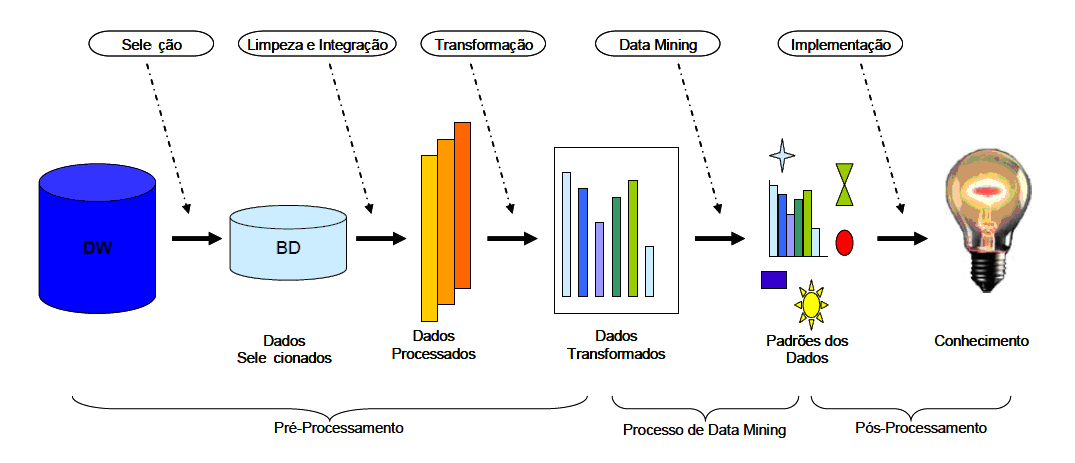 Sele ção
Limpeza e Integração
Transformação
Data Mining
Implementação
DW
BD
Dados
Sele cionados
Dados
Processados
Dados
Transformados
Padrões dos
Dados
Conhecimento
Pré-Processamento
Processo de Data Mining
Pós-Processamento